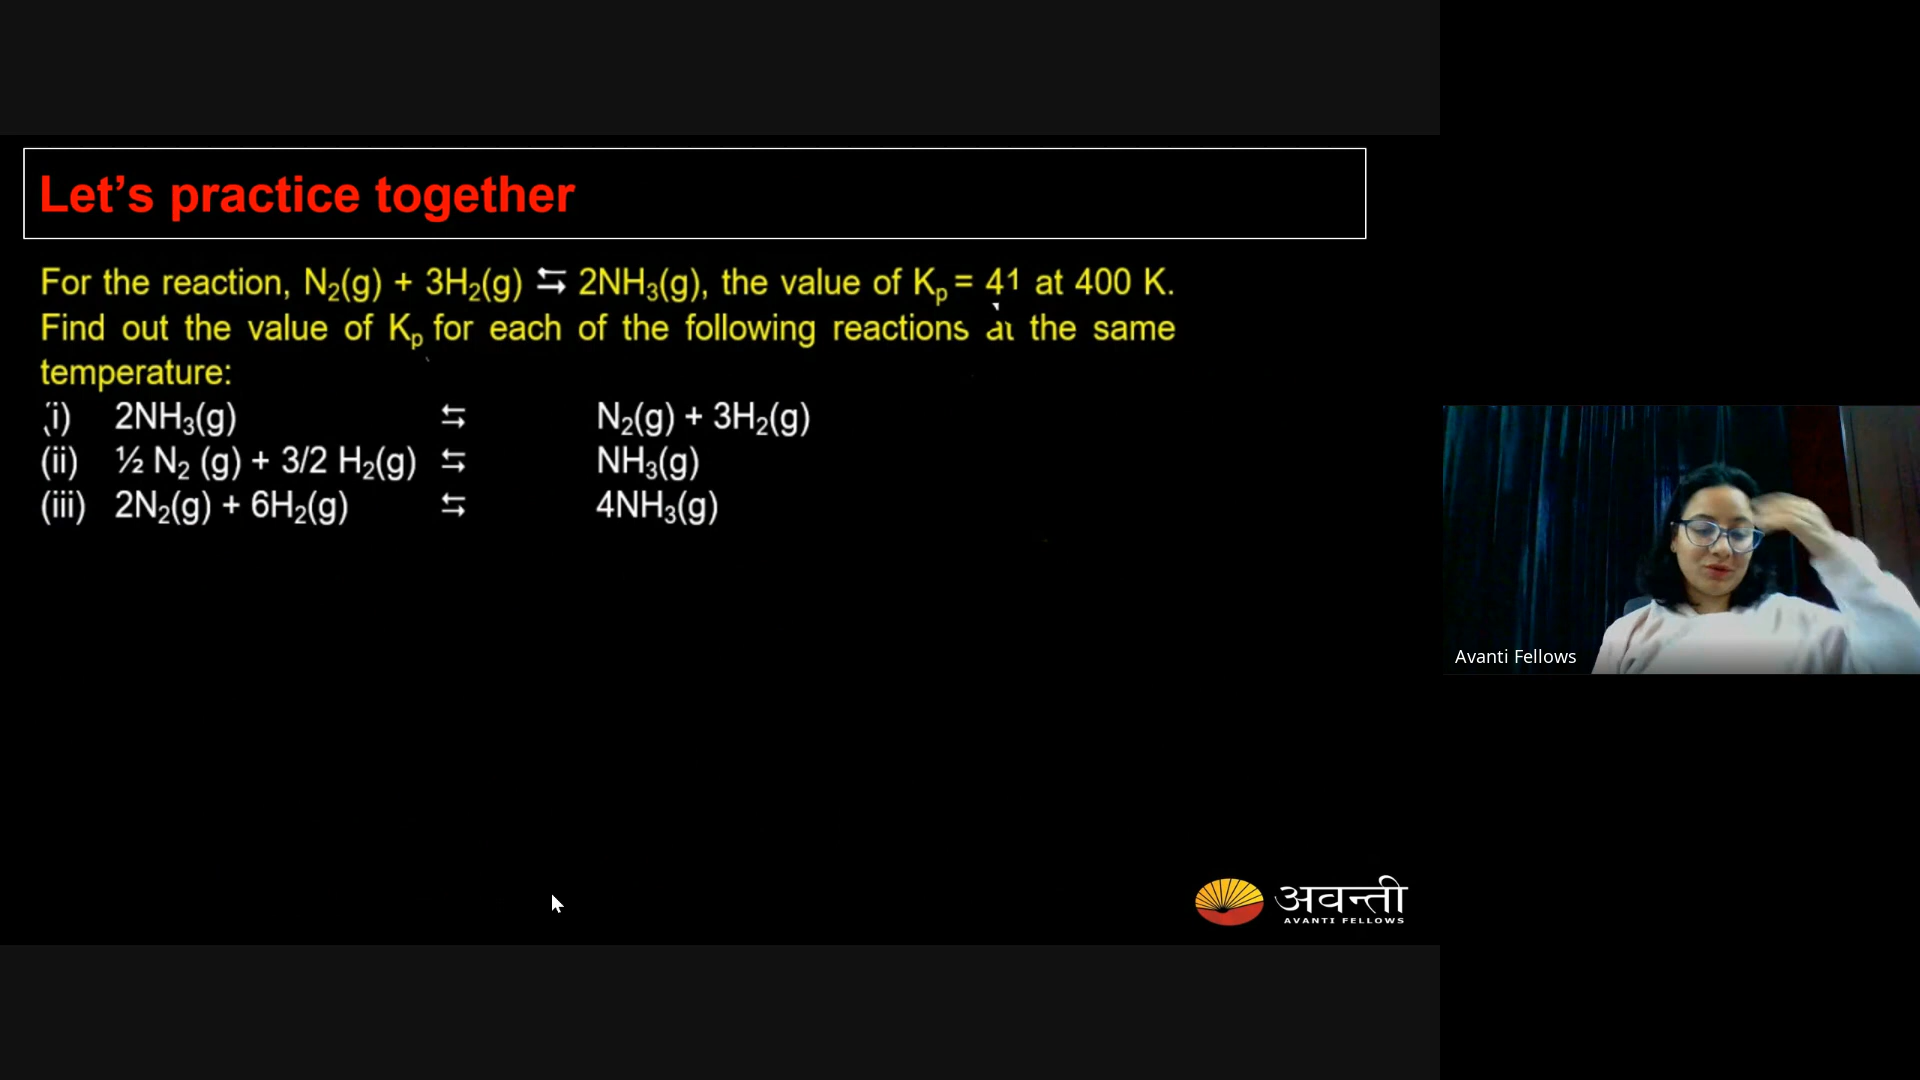 Let’s practice together
For the reaction, N₂(g) + 3H₂(g) ⇆ 2NH₃(g), the value of Kₚ = 41 at 400 K.
Find out the value of Kₚ for each of the following reactions at the same
temperature:
(i) 2NH₃(g) ⇆ N₂(g) + 3H₂(g)
(ii) ½ N₂ (g) + 3/2 H₂(g) ⇆ NH₃(g)
(iii) 2N₂(g) + 6H₂(g) ⇆ 4NH₃(g)
Avanti Fellows
अवन्ती
AVANTI FELLOWS